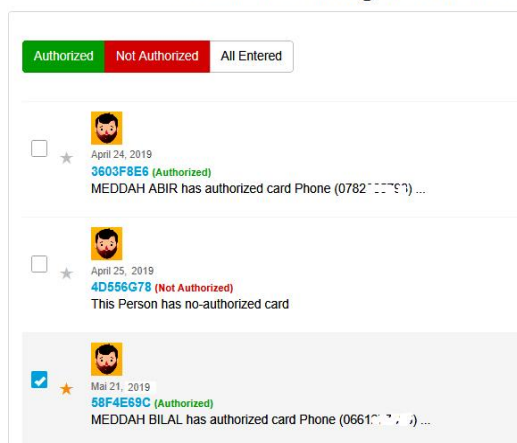 Authorized Not Authorized All Entered
April 24, 2019
3603F8E6 (Authorized)
MEDDAH ABIR has authorized card Phone (0782 ...
April 25, 2019
4D556G78 (Not Authorized)
This Person has no-authorized card
Mai 21, 2019
58F4E69C (Authorized)
MEDDAH BILAL has authorized card Phone (0661 ...